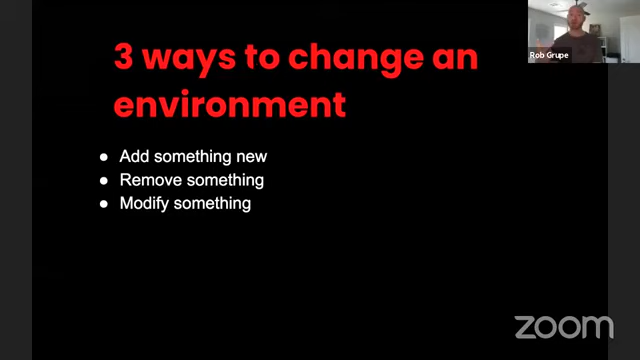 Rob Grupe
3 ways to change an
environment
● Add something new
● Remove something
● Modify something
zoom